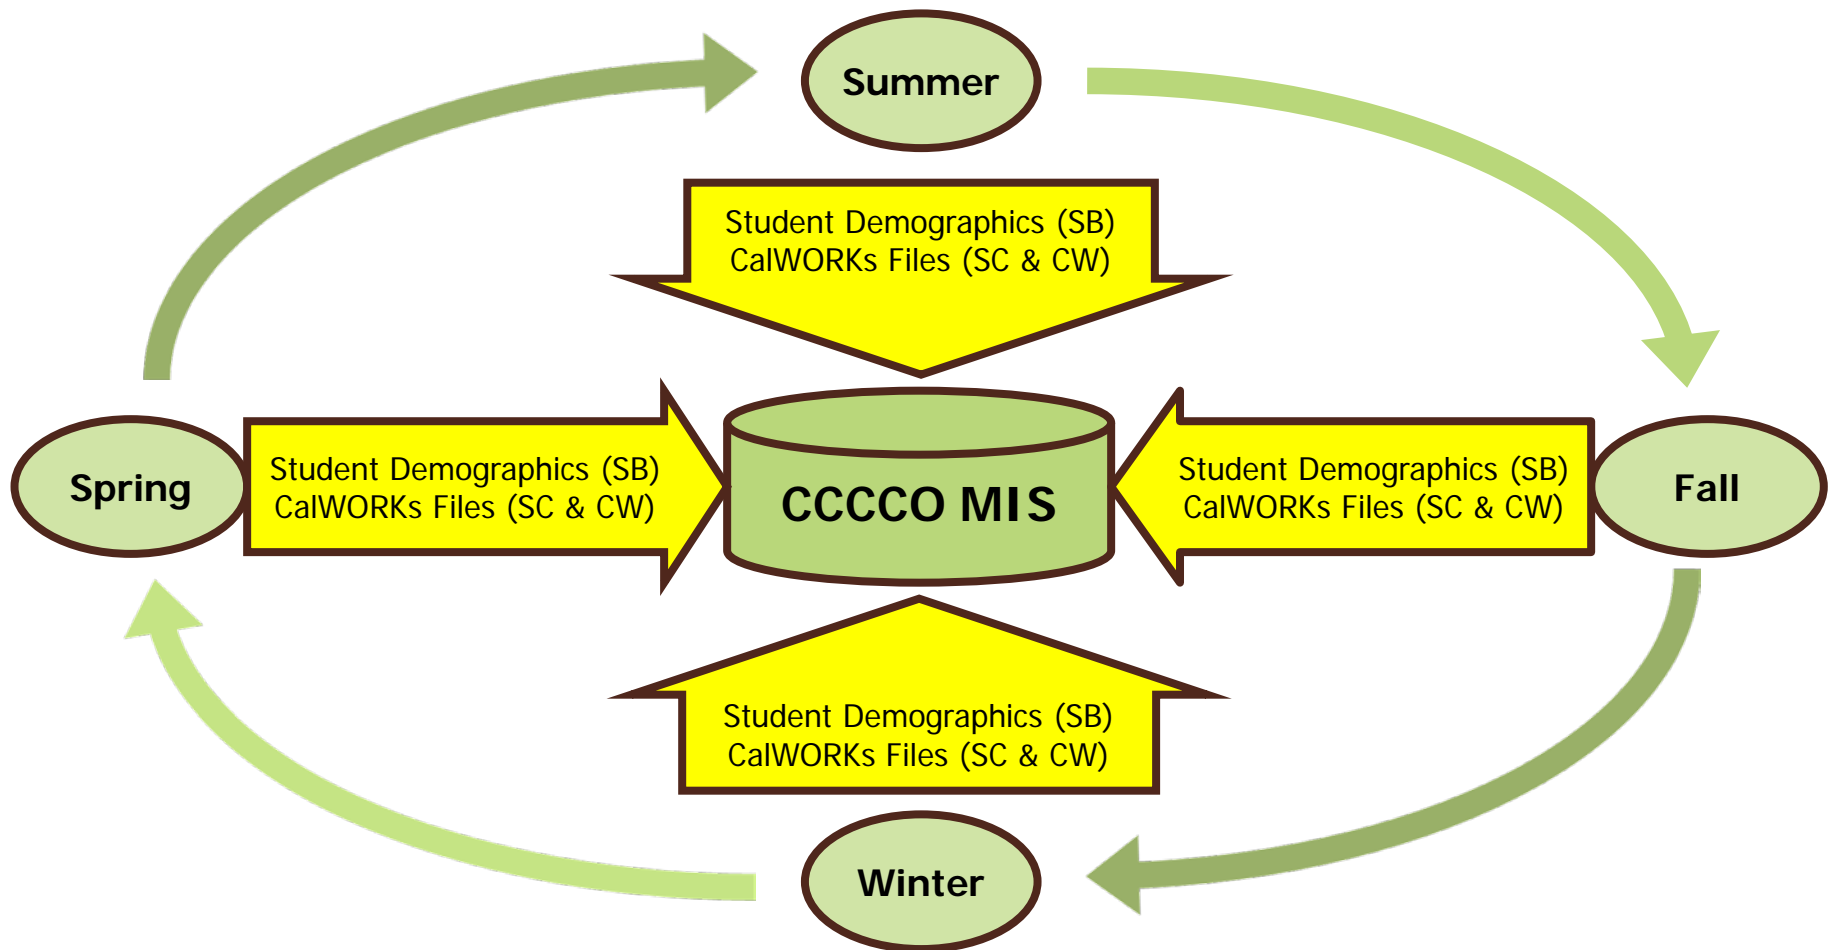 Summer
Student Demographics (SB)
CalWORKs Files (SC & CW)
Spring
Student Demographics (SB)
CalWORKs Files (SC & CW)
CCCCO MIS
Student Demographics (SB)
CalWORKs Files (SC & CW)
Fall
Student Demographics (SB)
CalWORKs Files (SC & CW)
Winter